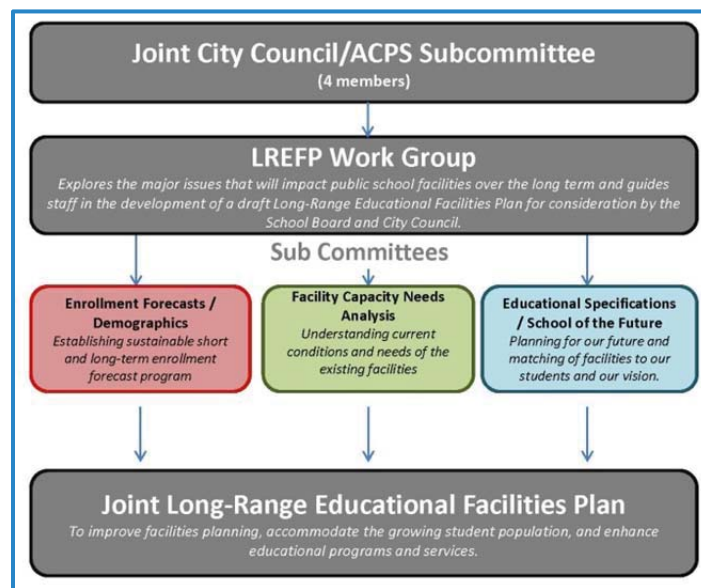 Joint City Council/ACPS Subcommittee
(4 members)
LREFP Work Group
Explores the major issues that will impact public school facilities over the long term and guides
staff in the development of a draft Long-Range Educational Facilities Plan for consideration by the
School Board and City Council.
Sub Committees
Enrollment Forecasts /
Demographics
Establishing sustainable short
and long-term enrollment
forecast program
Facility Capacity Needs
Analysis
Understanding current
conditions and needs of the
existing facilities
Educational Specifications
/ School of the Future
Planning for our future and
matching of facilities to our
students and our vision.
Joint Long-Range Educational Facilities Plan
To improve facilities planning, accommodate the growing student population, and enhance
educational programs and services.